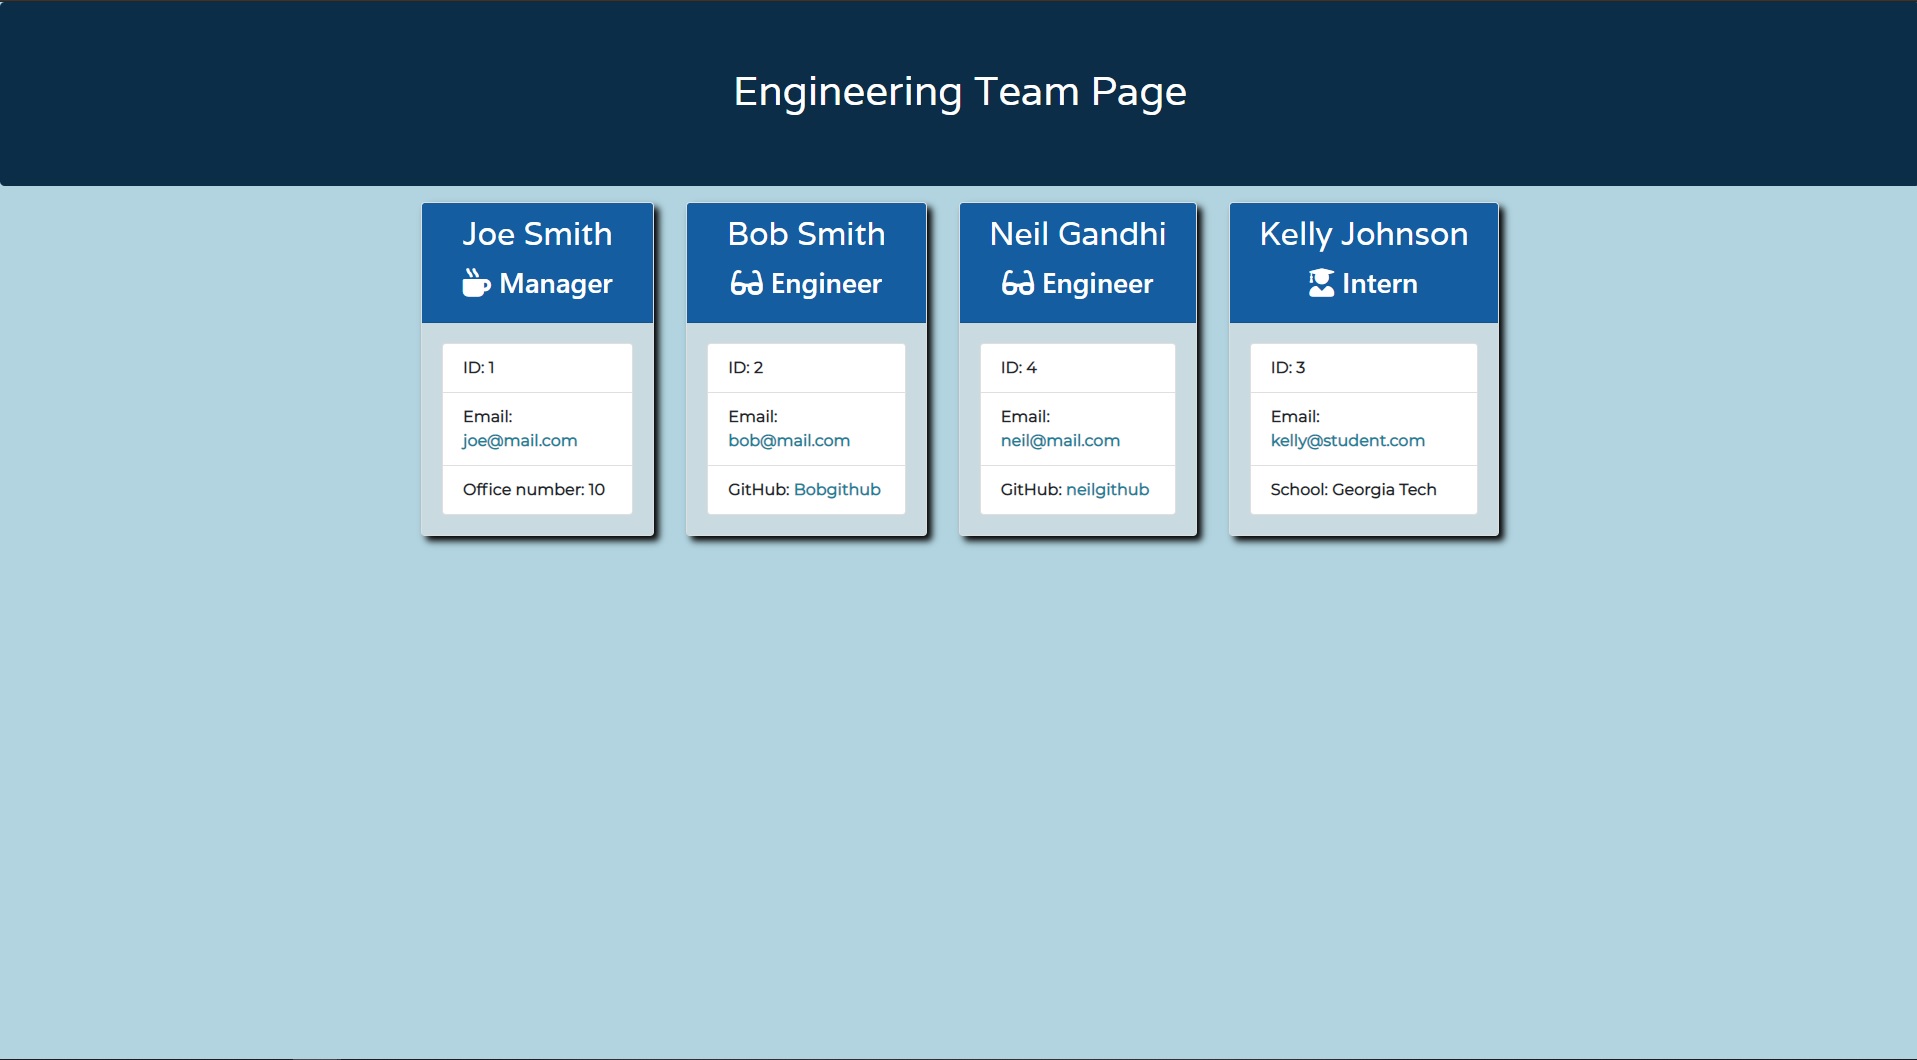 Engineering Team Page
Joe Smith
Manager
ID: 1
Email:
joe@mail.com
Office number: 10
Bob Smith
Engineer
ID: 2
Email:
bob@mail.com
GitHub: Bobgithub
Neil Gandhi
Engineer
ID: 4
Email:
neil@mail.com
GitHub: neilgithub
Kelly Johnson
Intern
ID: 3
Email:
kelly@student.com
School: Georgia Tech